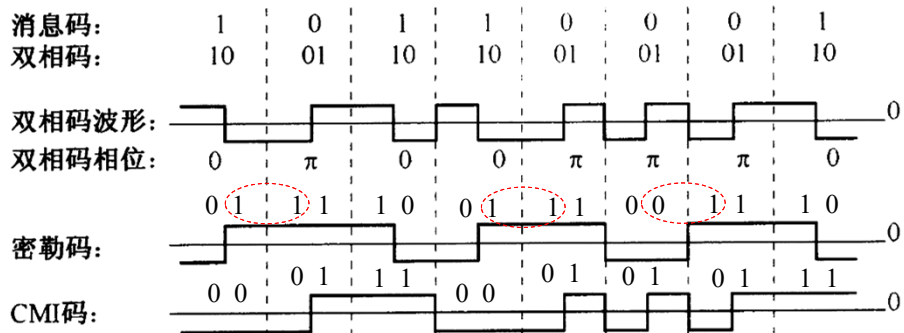 消息码： 1 0 1 1 0 0 0 1
双相码： 10 01 10 10 01 01 01 10
双相码波形： 0
双相码相位： 0 π 0 0 π π π 0
0 1 1 1 1 0 0 1 1 1 0 0 1 1 1 0
密勒码： 0
0 0 0 1 1 1 0 0 0 1 0 1 0 1 1 1
CMI码： 0